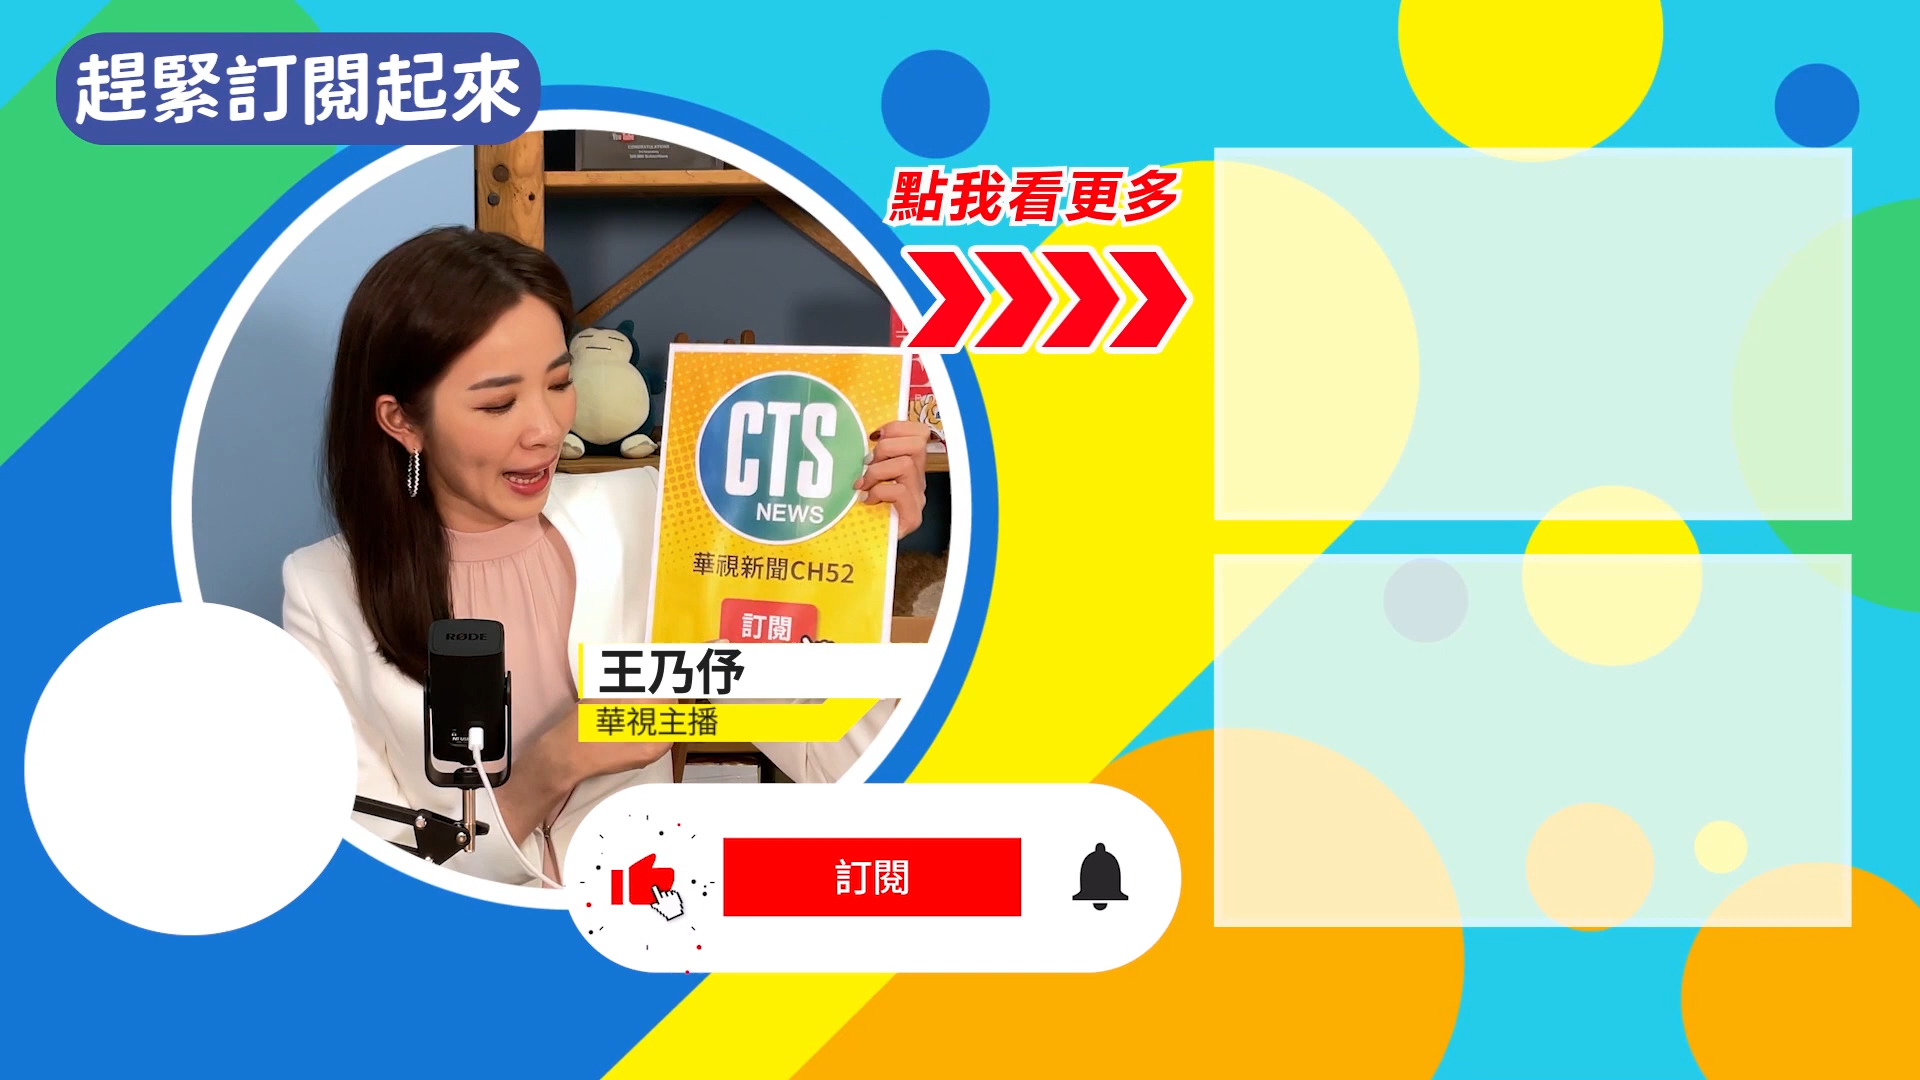 趕緊訂閱起來
點我看更多
CONGRATULATIONS
CTS
NEWS
華視新聞CH52
訂閱
王乃伃
華視主播
RØDE
訂閱